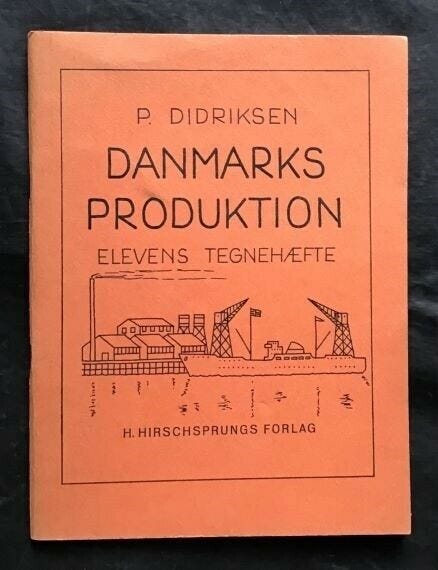 P. DIDRIKSEN
DANMARKS
PRODUKTION
ELEVENS TEGNEHÆFTE
H. HIRSCHSPRUNGS FORLAG